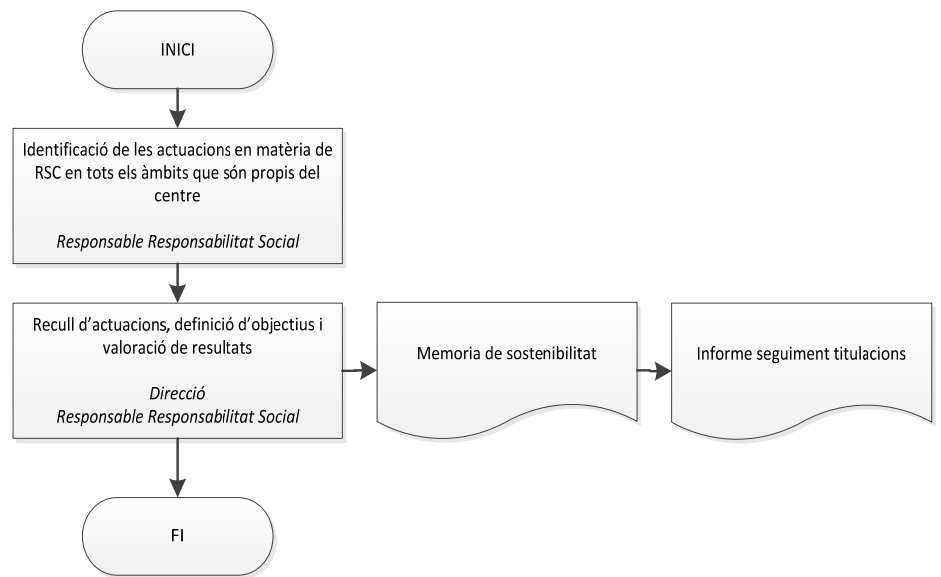 INICI
Identificació de les actuacions en matèria de
RSC en tots els àmbits que són propis del
centre
Responsable Responsabilitat Social
Recull d'actuacions, definició d'objectius i
valoració de resultats
Direcció
Responsable Responsabilitat Social
Memoria de sostenibilitat
Informe seguiment titulacions
FI